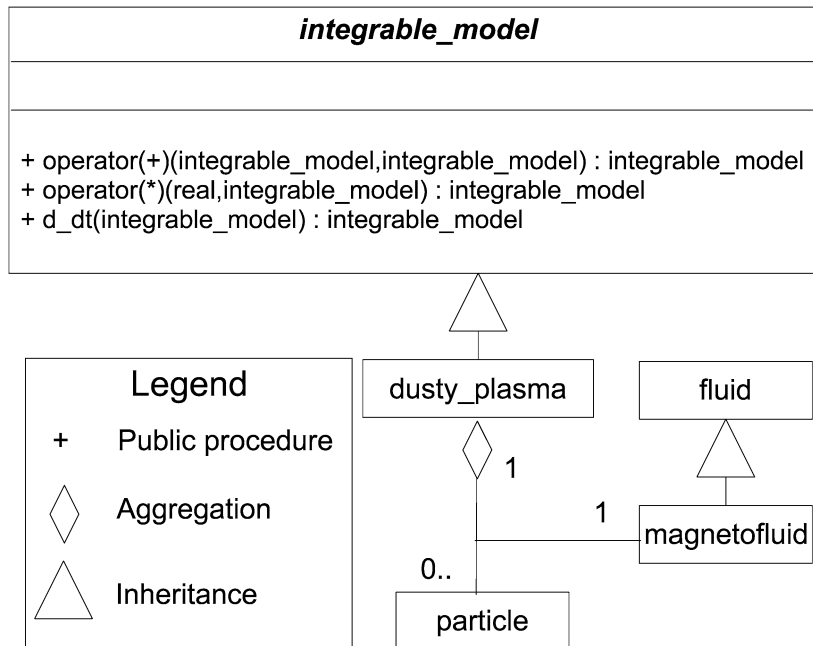 integrable_model
+ operator(+)(integrable_model,integrable_model) : integrable_model
+ operator(*)(real,integrable_model) : integrable_model
+ d_dt(integrable_model) : integrable_model
Legend
+ Public procedure
Aggregation
Inheritance
dusty_plasma
fluid
1
1
magnetofluid
0..
particle